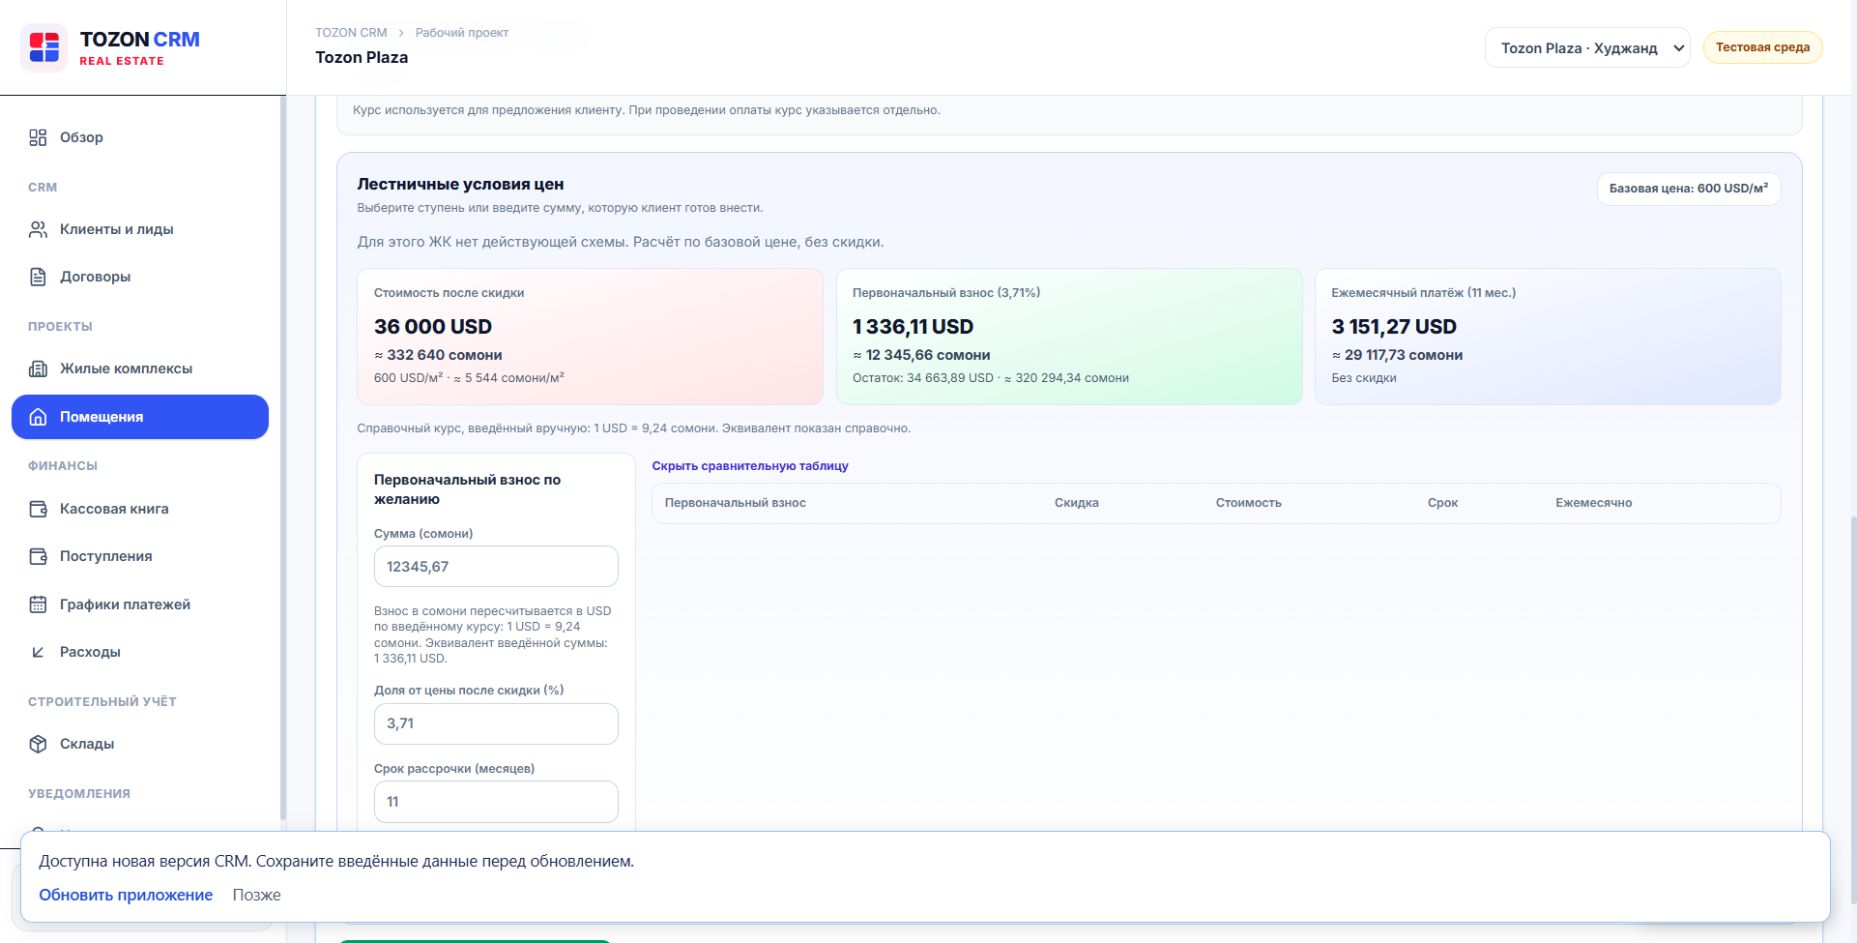 TOZON CRM
REAL ESTATE
TOZON CRM > Рабочий проект
Tozon Plaza
Tozon Plaza · Худжанд
Тестовая среда
Обзор
CRM
Клиенты и лиды
Договоры
ПРОЕКТЫ
Жилые комплексы
Помещения
ФИНАНСЫ
Кассовая книга
Поступления
Графики платежей
Расходы
СТРОИТЕЛЬНЫЙ УЧЁТ
Склады
УВЕДОМЛЕНИЯ
Курс используется для предложения клиенту. При проведении оплаты курс указывается отдельно.
Лестничные условия цен
Базовая цена: 600 USD/м²
Выберите ступень или введите сумму, которую клиент готов внести.
Для этого ЖК нет действующей схемы. Расчёт по базовой цене, без скидки.
Стоимость после скидки
36 000 USD
≈ 332 640 сомони
600 USD/м² · ≈ 5 544 сомони/м²
Первоначальный взнос (3,71%)
1 336,11 USD
≈ 12 345,66 сомони
Остаток: 34 663,89 USD · ≈ 320 294,34 сомони
Ежемесячный платёж (11 мес.)
3 151,27 USD
≈ 29 117,73 сомони
Без скидки
Справочный курс, введённый вручную: 1 USD = 9,24 сомони. Эквивалент показан справочно.
Первоначальный взнос по
желанию
Сумма (сомони)
12345,67
Взнос в сомони пересчитывается в USD
по введённому курсу: 1 USD = 9,24
сомони. Эквивалент введённой суммы:
1 336,11 USD.
Доля от цены после скидки (%)
3,71
Срок рассрочки (месяцев)
11
Скрыть сравнительную таблицу
Первоначальный взнос Скидка Стоимость Срок Ежемесячно
Доступна новая версия CRM. Сохраните введённые данные перед обновлением.
Обновить приложение Позже